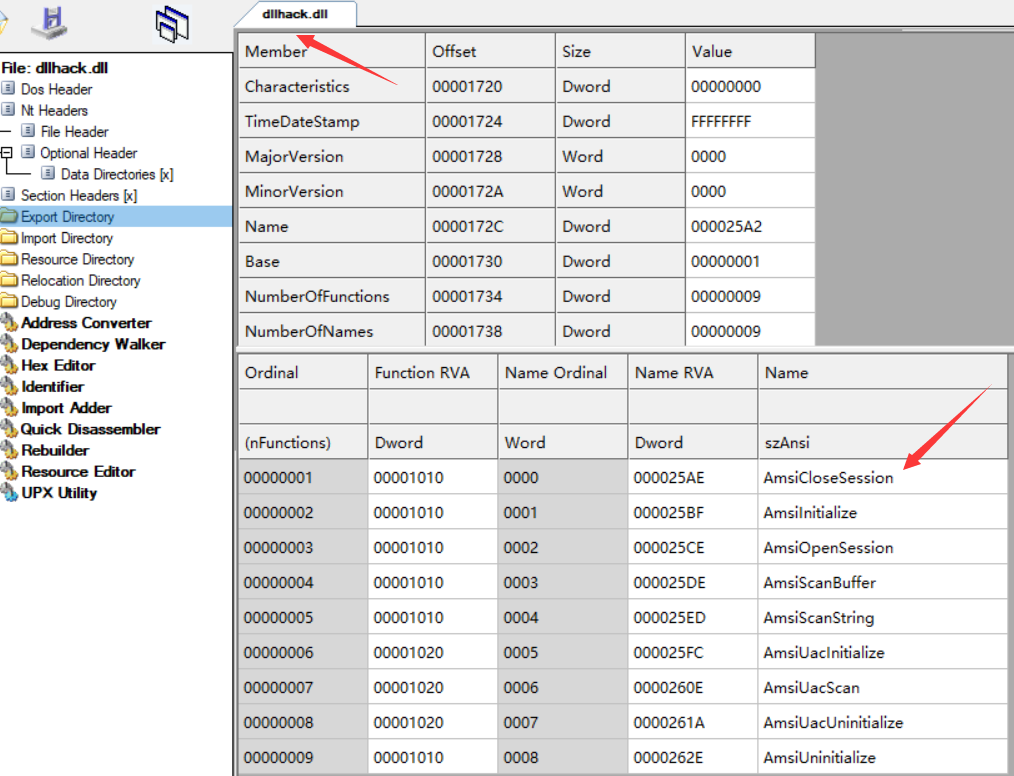 dllhack.dll
File: dllhack.dll
Dos Header
Nt Headers
File Header
Optional Header
Data Directories [x]
Section Headers [x]
Export Directory
Import Directory
Resource Directory
Relocation Directory
Debug Directory
Address Converter
Dependency Walker
Hex Editor
Identifier
Import Adder
Quick Disassembler
Rebuilder
Resource Editor
UPX Utility
Member Offset Size Value
Characteristics 00001720 Dword 00000000
TimeDateStamp 00001724 Dword FFFFFFFF
MajorVersion 00001728 Word 0000
MinorVersion 0000172A Word 0000
Name 0000172C Dword 000025A2
Base 00001730 Dword 00000001
NumberOfFunctions 00001734 Dword 00000009
NumberOfNames 00001738 Dword 00000009
Ordinal Function RVA Name Ordinal Name RVA Name
(nFunctions) Dword Word Dword szAnsi
00000001 00001010 0000 000025AE AmsiCloseSession
00000002 00001010 0001 000025BF AmsiInitialize
00000003 00001010 0002 000025CE AmsiOpenSession
00000004 00001010 0003 000025DE AmsiScanBuffer
00000005 00001010 0004 000025ED AmsiScanString
00000006 00001020 0005 000025FC AmsiUacInitialize
00000007 00001020 0006 0000260E AmsiUacScan
00000008 00001020 0007 0000261A AmsiUacUninitialize
00000009 00001010 0008 0000262E AmsiUninitialize